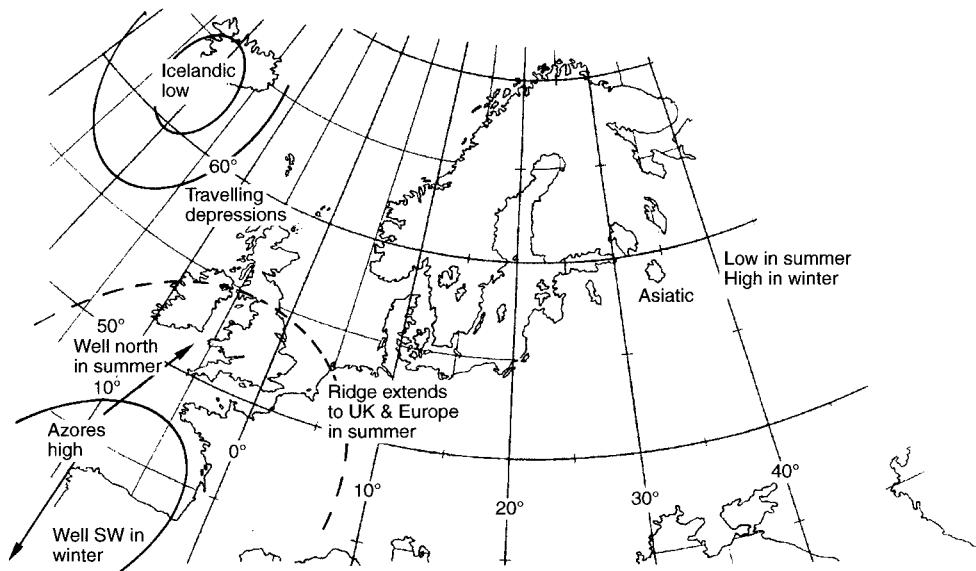 Icelandic
low
60°
Travelling
depressions
Low in summer
High in winter
Asiatic
50°
Well north
in summer
10°
Ridge extends
to UK & Europe
in summer
Azores
high
0°
10°
20°
30°
40°
Well SW in
winter